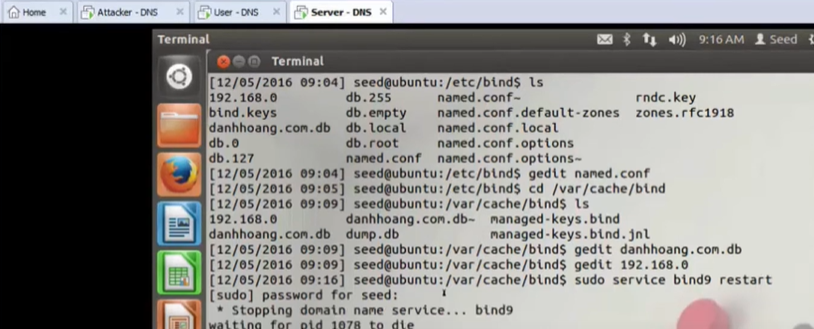 Home Attacker - DNS User - DNS Server - DNS
Terminal 9:16 AM Seed
Terminal
[12/05/2016 09:04] seed@ubuntu:/etc/bind$ ls
192.168.0 db.255 named.conf~ rndc.key
bind.keys db.empty named.conf.default-zones zones.rfc1918
danhhoang.com.db db.local named.conf.local
db.0 db.root named.conf.options
db.127 named.conf named.conf.options~
[12/05/2016 09:04] seed@ubuntu:/etc/bind$ gedit named.conf
[12/05/2016 09:05] seed@ubuntu:/etc/bind$ cd /var/cache/bind
[12/05/2016 09:09] seed@ubuntu:/var/cache/bind$ ls
192.168.0 danhhoang.com.db~ managed-keys.bind
danhhoang.com.db dump.db managed-keys.bind.jnl
[12/05/2016 09:09] seed@ubuntu:/var/cache/bind$ gedit danhhoang.com.db
[12/05/2016 09:09] seed@ubuntu:/var/cache/bind$ gedit 192.168.0
[12/05/2016 09:16] seed@ubuntu:/var/cache/bind$ sudo service bind9 restart
[sudo] password for seed:
 * Stopping domain name service... bind9
waiting for pid 1078 to die